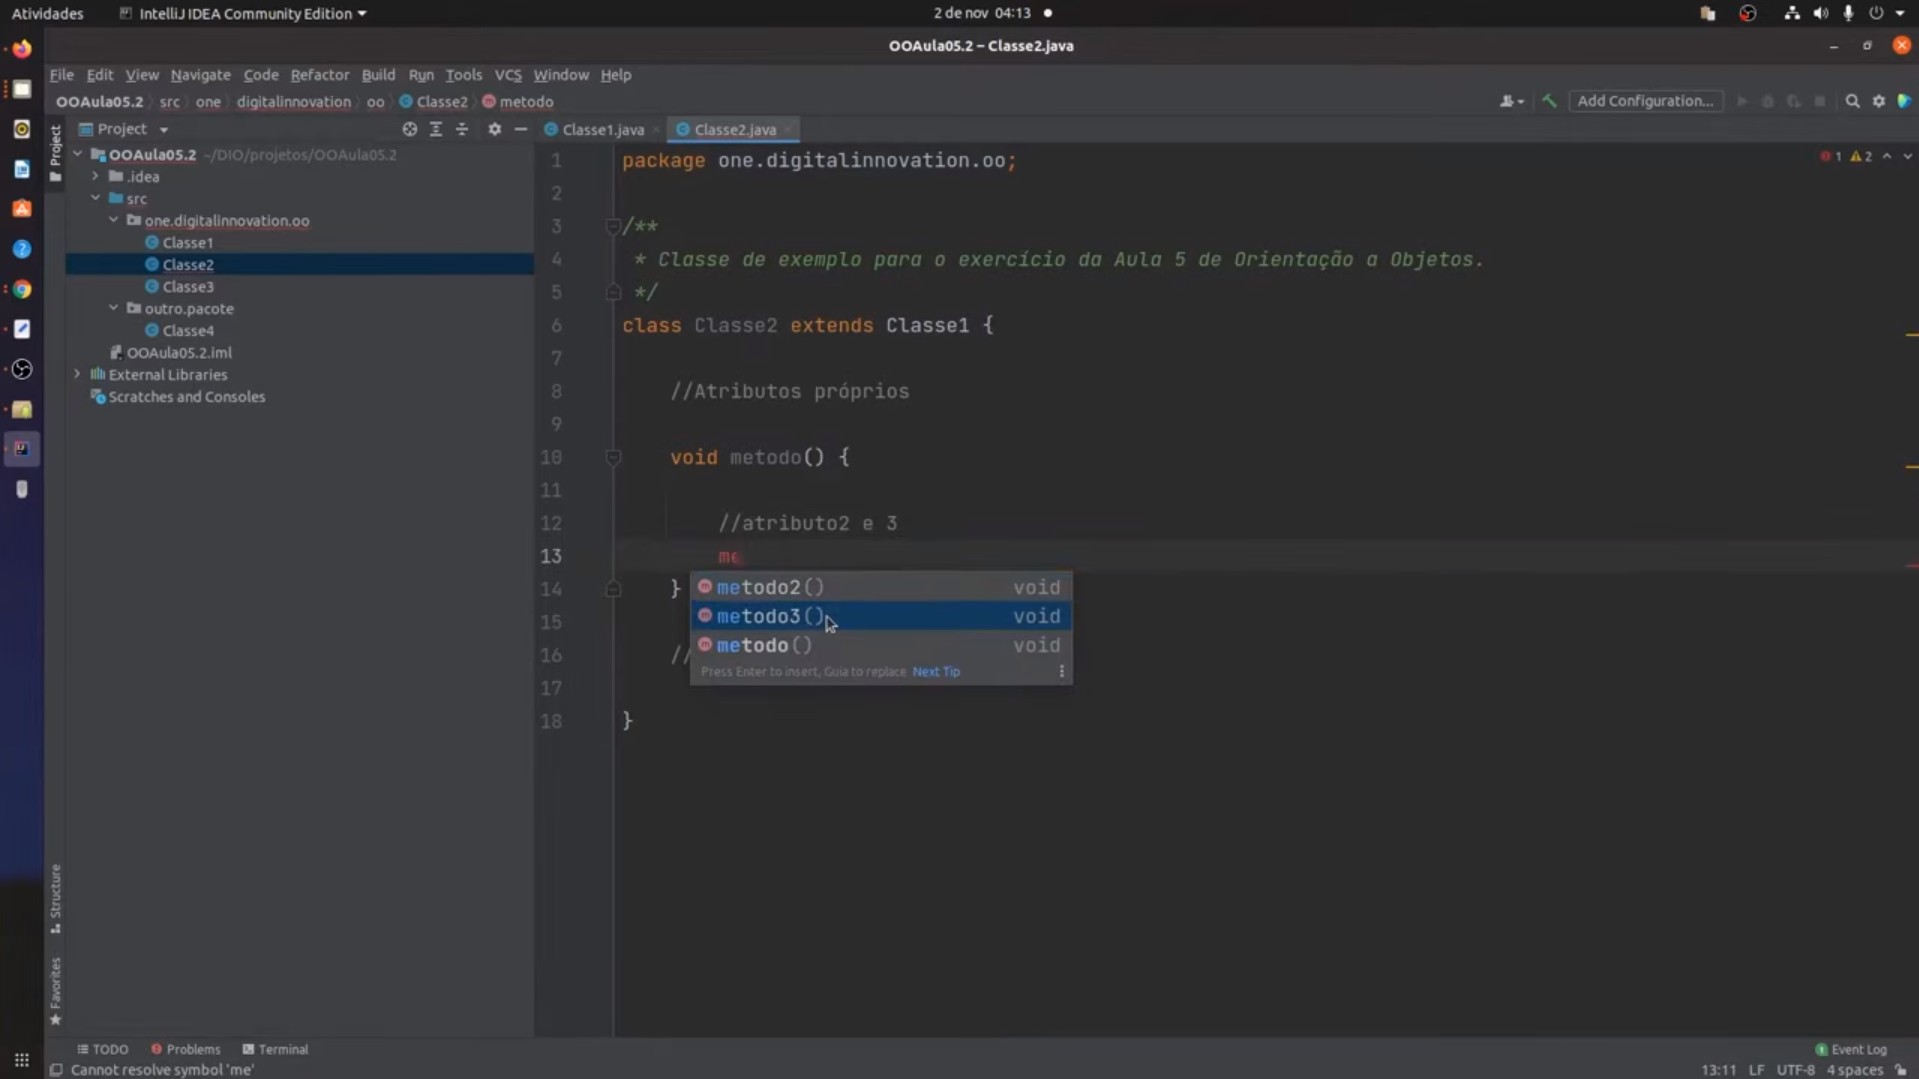 Atividades IntelliJ IDEA Community Edition 2 de nov 04:13
OOAula05.2 – Classe2.java
File Edit View Navigate Code Refactor Build Run Tools VCS Window Help
OOAula05.2 src one digitalinnovation oo Classe2 metodo Add Configuration...
Project
Project
OOAula05.2 ~/DIO/projetos/OOAula05.2
.idea
src
one.digitalinnovation.oo
Classe1
Classe2
Classe3
outro.pacote
Classe4
OOAula05.2.iml
External Libraries
Scratches and Consoles
Structure
Favorites
Classe1.java Classe2.java
1 2
1 package one.digitalinnovation.oo;
2
3 /**
4 * Classe de exemplo para o exercício da Aula 5 de Orientação a Objetos.
5 */
6 class Classe2 extends Classe1 {
7
8 //Atributos próprios
9
10 void metodo() {
11
12 //atributo2 e 3
13 me
14 }
15
16 //
17
18 }
metodo2() void
metodo3() void
metodo() void
Press Enter to insert, Guia to replace Next Tip
TODO Problems Terminal 1 Event Log
Cannot resolve symbol 'me' 13:11 LF UTF-8 4 spaces